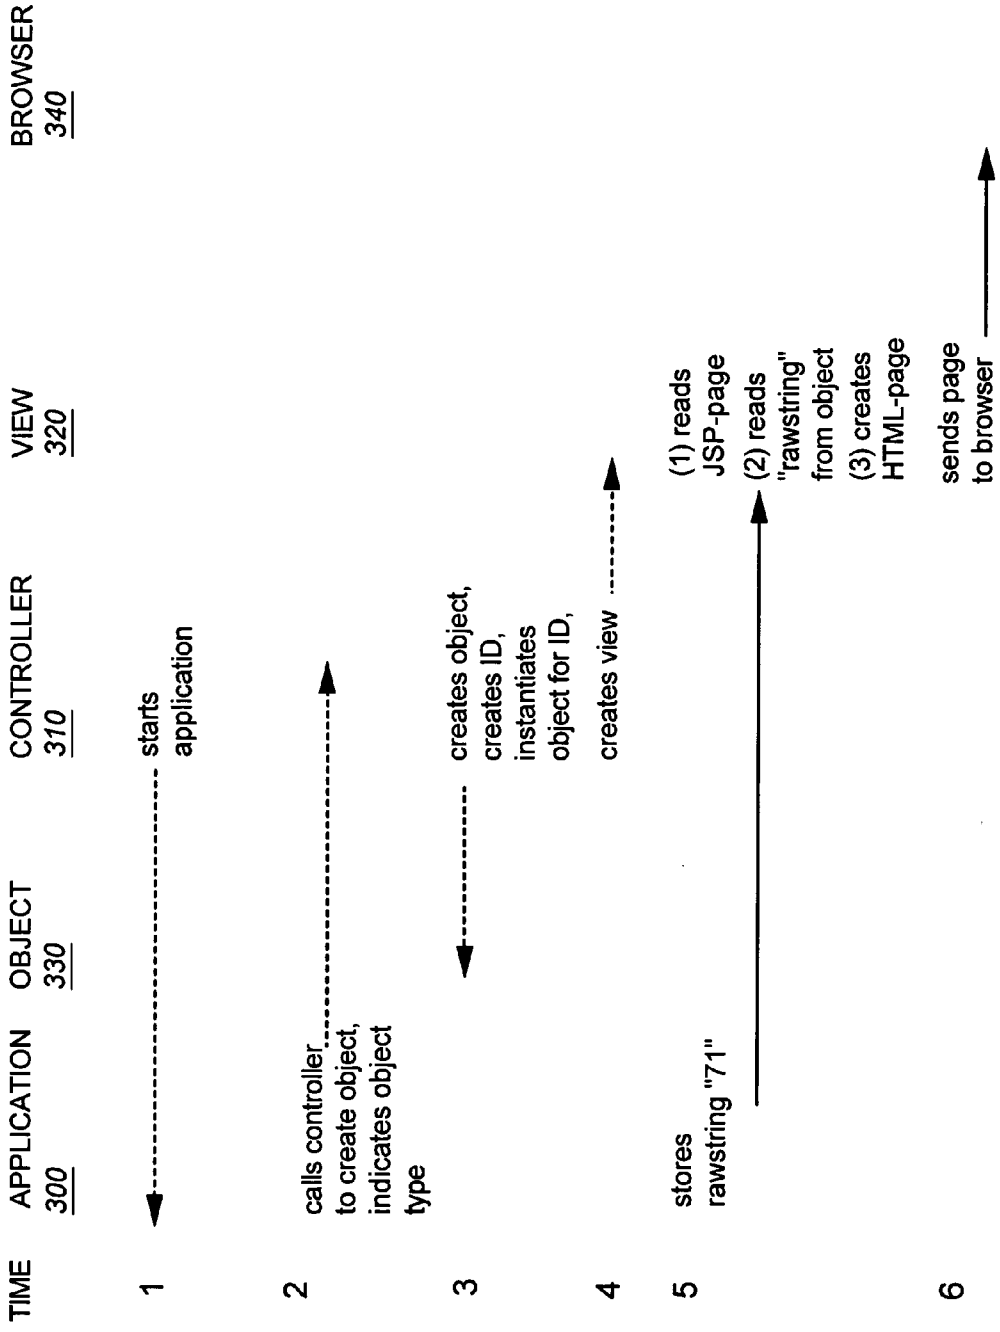 TIME APPLICATION OBJECT CONTROLLER VIEW BROWSER
300 330 310 320 340
1
starts
application
2
calls controller
to create object,
indicates object
type
3
creates object,
creates ID,
instantiates
object for ID,
4
creates view
5
stores
rawstring "71"
(1) reads
JSP-page
(2) reads
"rawstring"
from object
(3) creates
HTML-page
6
sends page
to browser